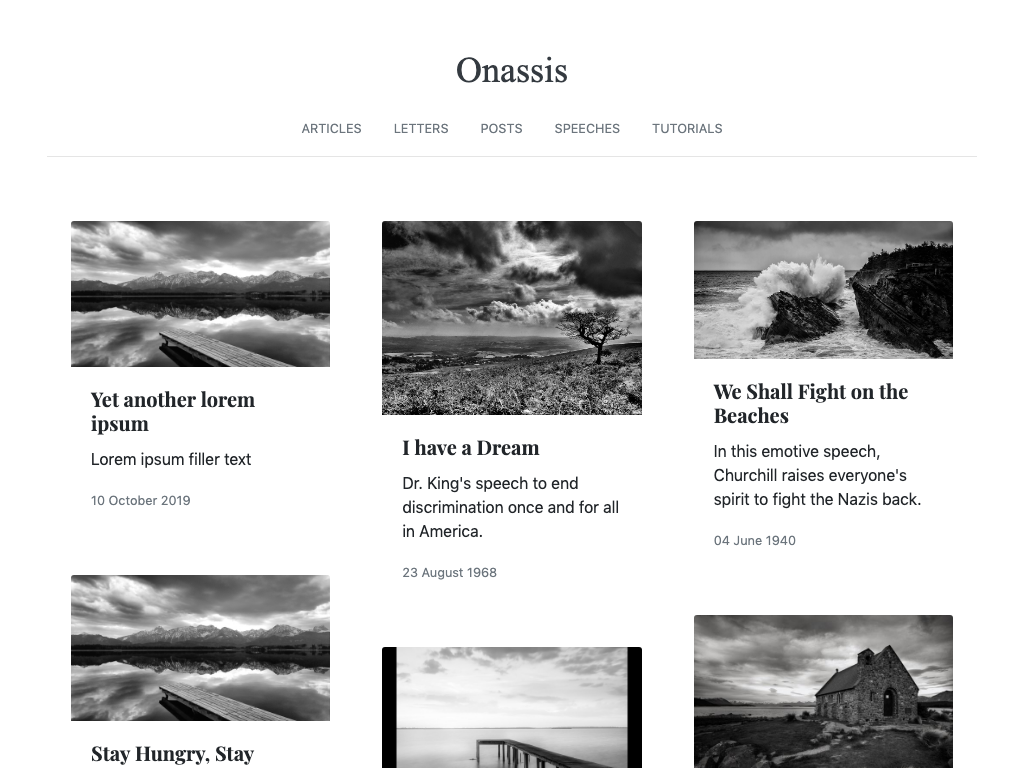 Onassis
ARTICLES LETTERS POSTS SPEECHES TUTORIALS
Yet another lorem
ipsum
Lorem ipsum filler text
10 October 2019
I have a Dream
Dr. King's speech to end
discrimination once and for all
in America.
23 August 1968
We Shall Fight on the
Beaches
In this emotive speech,
Churchill raises everyone's
spirit to fight the Nazis back.
04 June 1940
Stay Hungry, Stay